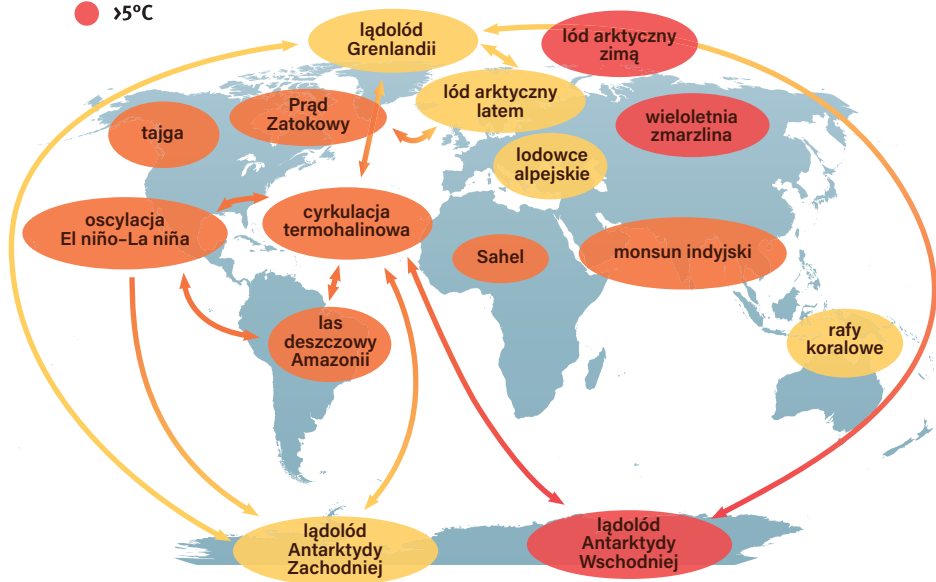 >5°C
lądolód
Grenlandii
lód arktyczny
zimą
lód arktyczny
latem
Prąd
Zatokowy
tajga
wieloletnia
zmarzlina
lodowce
alpejskie
oscylacja
El niño–La niña
cyrkulacja
termohalinowa
Sahel
monsun indyjski
las
deszczowy
Amazonii
rafy
koralowe
lądolód
Antarktydy
Zachodniej
lądolód
Antarktydy
Wschodniej